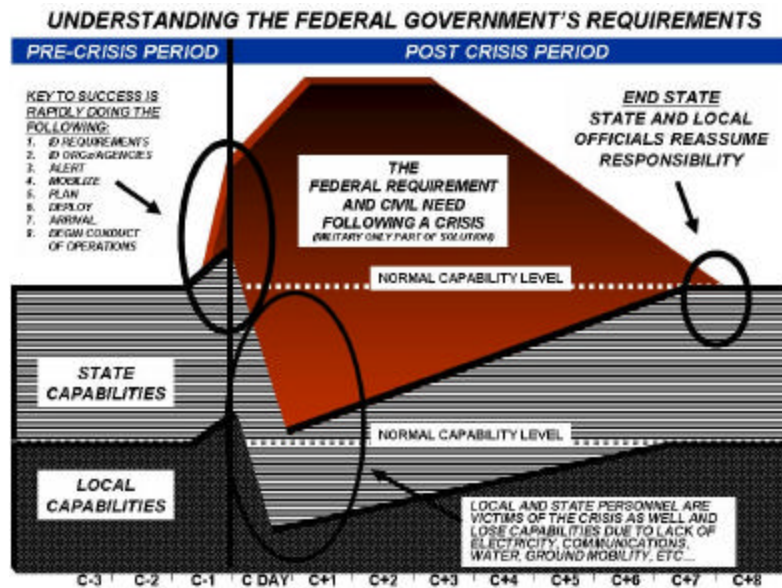 UNDERSTANDING THE FEDERAL GOVERNMENT'S REQUIREMENTS
PRE-CRISIS PERIOD
POST CRISIS PERIOD
KEY TO SUCCESS IS
RAPIDLY DOING THE
FOLLOWING:
1. ID REQUIREMENTS
2. ID ORGs/AGENCIES
3. ALERT
4. MOBILIZE
5. PLAN
6. DEPLOY
7. ARRIVAL
8. BEGIN CONDUCT
OF OPERATIONS
THE
FEDERAL REQUIREMENT
AND CIVIL NEED
FOLLOWING A CRISIS
(MILITARY ONLY PART OF SOLUTION)
END STATE
STATE AND LOCAL
OFFICIALS REASSUME
RESPONSIBILITY
NORMAL CAPABILITY LEVEL
STATE
CAPABILITIES
NORMAL CAPABILITY LEVEL
LOCAL
CAPABILITIES
LOCAL AND STATE PERSONNEL ARE
VICTIMS OF THE CRISIS AS WELL AND
LOSE CAPABILITIES DUE TO LACK OF
ELECTRICITY, COMMUNICATIONS,
WATER, GROUND MOBILITY, ETC...
C-3 C-2 C-1 C DAY C+1 C+2 C+3 C+4 C+5 C+6 C+7 C+8